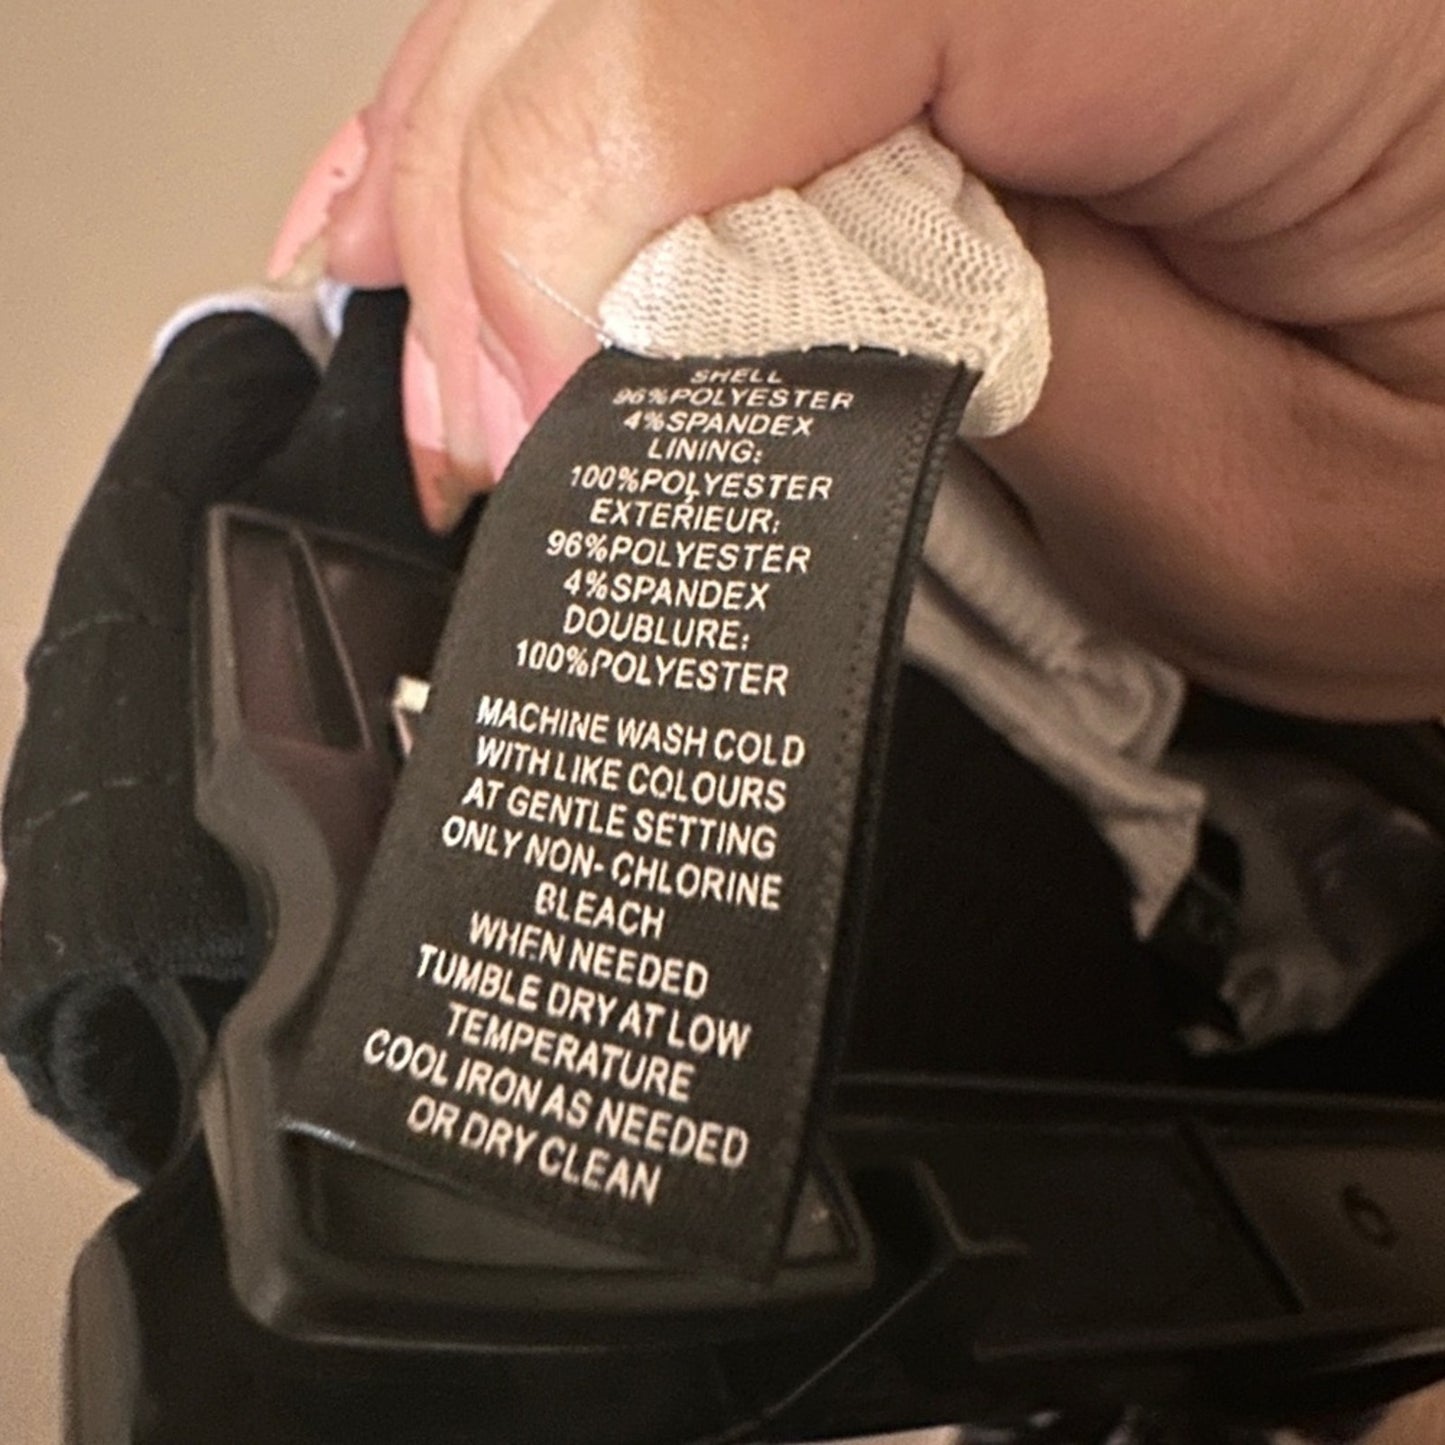 SHELL
96%POLYESTER
4%SPANDEX
LINING:
100%POLYESTER
EXTERIEUR:
96%POLYESTER
4%SPANDEX
DOUBLURE:
100%POLYESTER
MACHINE WASH COLD
WITH LIKE COLOURS
AT GENTLE SETTING
ONLY NON-CHLORINE
BLEACH
WHEN NEEDED
TUMBLE DRY AT LOW
TEMPERATURE
COOL IRON AS NEEDED
OR DRY CLEAN